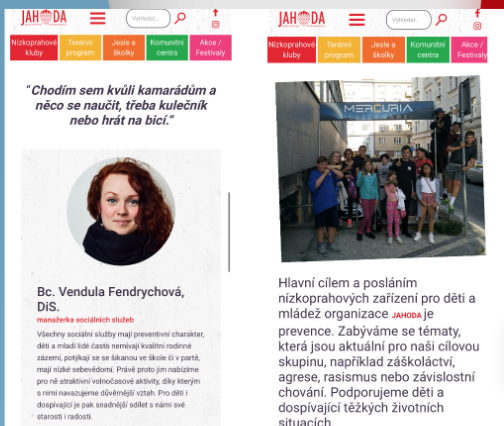 JAHODA
Vyhledat...
Nízkoprahové kluby
Terénní program
Jesle a školky
Komunitní centra
Akce / Festivaly
"Chodím sem kvůli kamarádům a
něco se naučit, třeba kulečník
nebo hrát na bicí."
Bc. Vendula Fendrychová,
DiS.
manažerka sociálních služeb
Všechny sociální služby mají preventivní charakter,
děti a mladí lidé často nemívají kvalitní rodinné
zázemí, potýkají se se šikanou ve škole či v partě,
mají nízké sebevědomí. Právě proto jim nabízíme
pro ně atraktivní volnočasové aktivity, díky kterým
s nimi navazujeme důvěrnější vztah. Pro děti i
dospívající je pak snadnější sdílet s námi své
starosti i radosti.
JAHODA
Vyhledat...
Nízkoprahové kluby
Terénní program
Jesle a školky
Komunitní centra
Akce / Festivaly
MERCURIA
Hlavní cílem a posláním
nízkoprahových zařízení pro děti a
mládež organizace JAHODA je
prevence. Zabýváme se tématy,
která jsou aktuální pro naši cílovou
skupinu, například záškoláctví,
agrese, rasismus nebo závislostní
chování. Podporujeme děti a
dospívající těžkých životních
situacích.